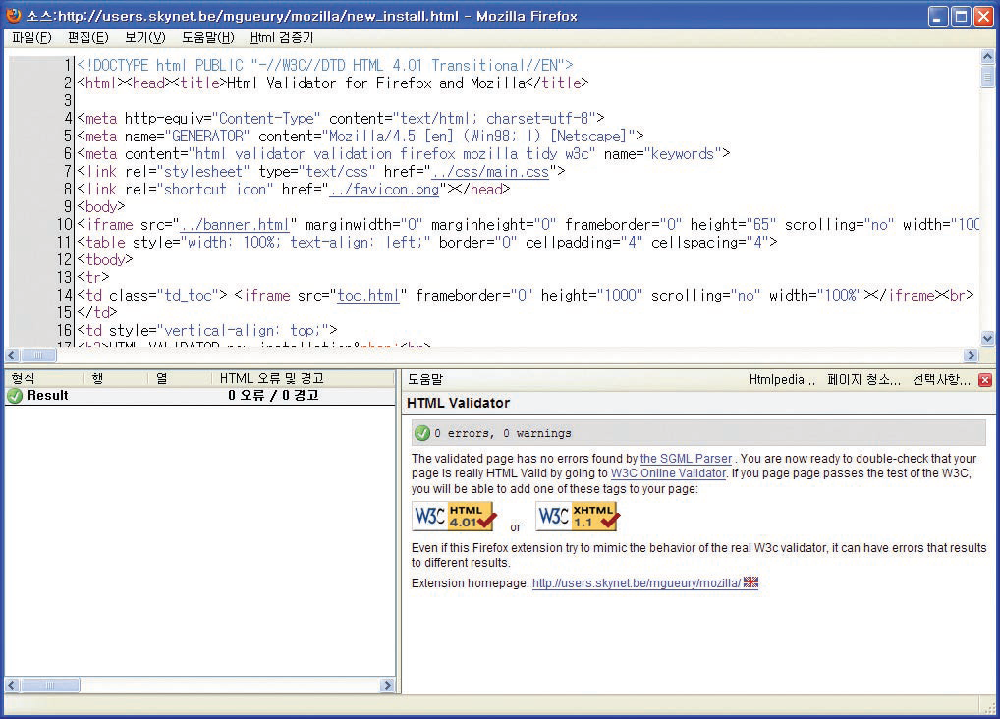 소스:http://users.skynet.be/mgueury/mozilla/new_install.html - Mozilla Firefox
파일(F) 편집(E) 보기(V) 도움말(H) Html 검증기
1 <!DOCTYPE html PUBLIC "-//W3C//DTD HTML 4.01 Transitional//EN">
2 <html><head><title>Html Validator for Firefox and Mozilla</title>
3
4 <meta http-equiv="Content-Type" content="text/html; charset=utf-8">
5 <meta name="GENERATOR" content="Mozilla/4.5 [en] (Win98; I) [Netscape]">
6 <meta content="html validator validation firefox mozilla tidy w3c" name="keywords">
7 <link rel="stylesheet" type="text/css" href="../css/main.css">
8 <link rel="shortcut icon" href="../favicon.png"></head>
9 <body>
10 <iframe src="../banner.html" marginwidth="0" marginheight="0" frameborder="0" height="65" scrolling="no" width="100
11 <table style="width: 100%; text-align: left;" border="0" cellpadding="4" cellspacing="4">
12 <tbody>
13 <tr>
14 <td class="td_toc"> <iframe src="toc.html" frameborder="0" height="1000" scrolling="no" width="100%"></iframe><br>
15 </td>
16 <td style="vertical-align: top;">
17 <h2>HTML VALIDATOR new installation&nbsp;<br>
형식 행 열 HTML 오류 및 경고
Result 0 오류 / 0 경고
도움말 Htmlpedia... 페이지 청소... 선택사항...
HTML Validator
0 errors, 0 warnings
The validated page has no errors found by the SGML Parser . You are now ready to double-check that your
page is really HTML Valid by going to W3C Online Validator. If you page page passes the test of the W3C,
you will be able to add one of these tags to your page:
W3C HTML 4.01 or W3C XHTML 1.1
Even if this Firefox extension try to mimic the behavior of the real W3c validator, it can have errors that results
to different results.
Extension homepage: http://users.skynet.be/mgueury/mozilla/